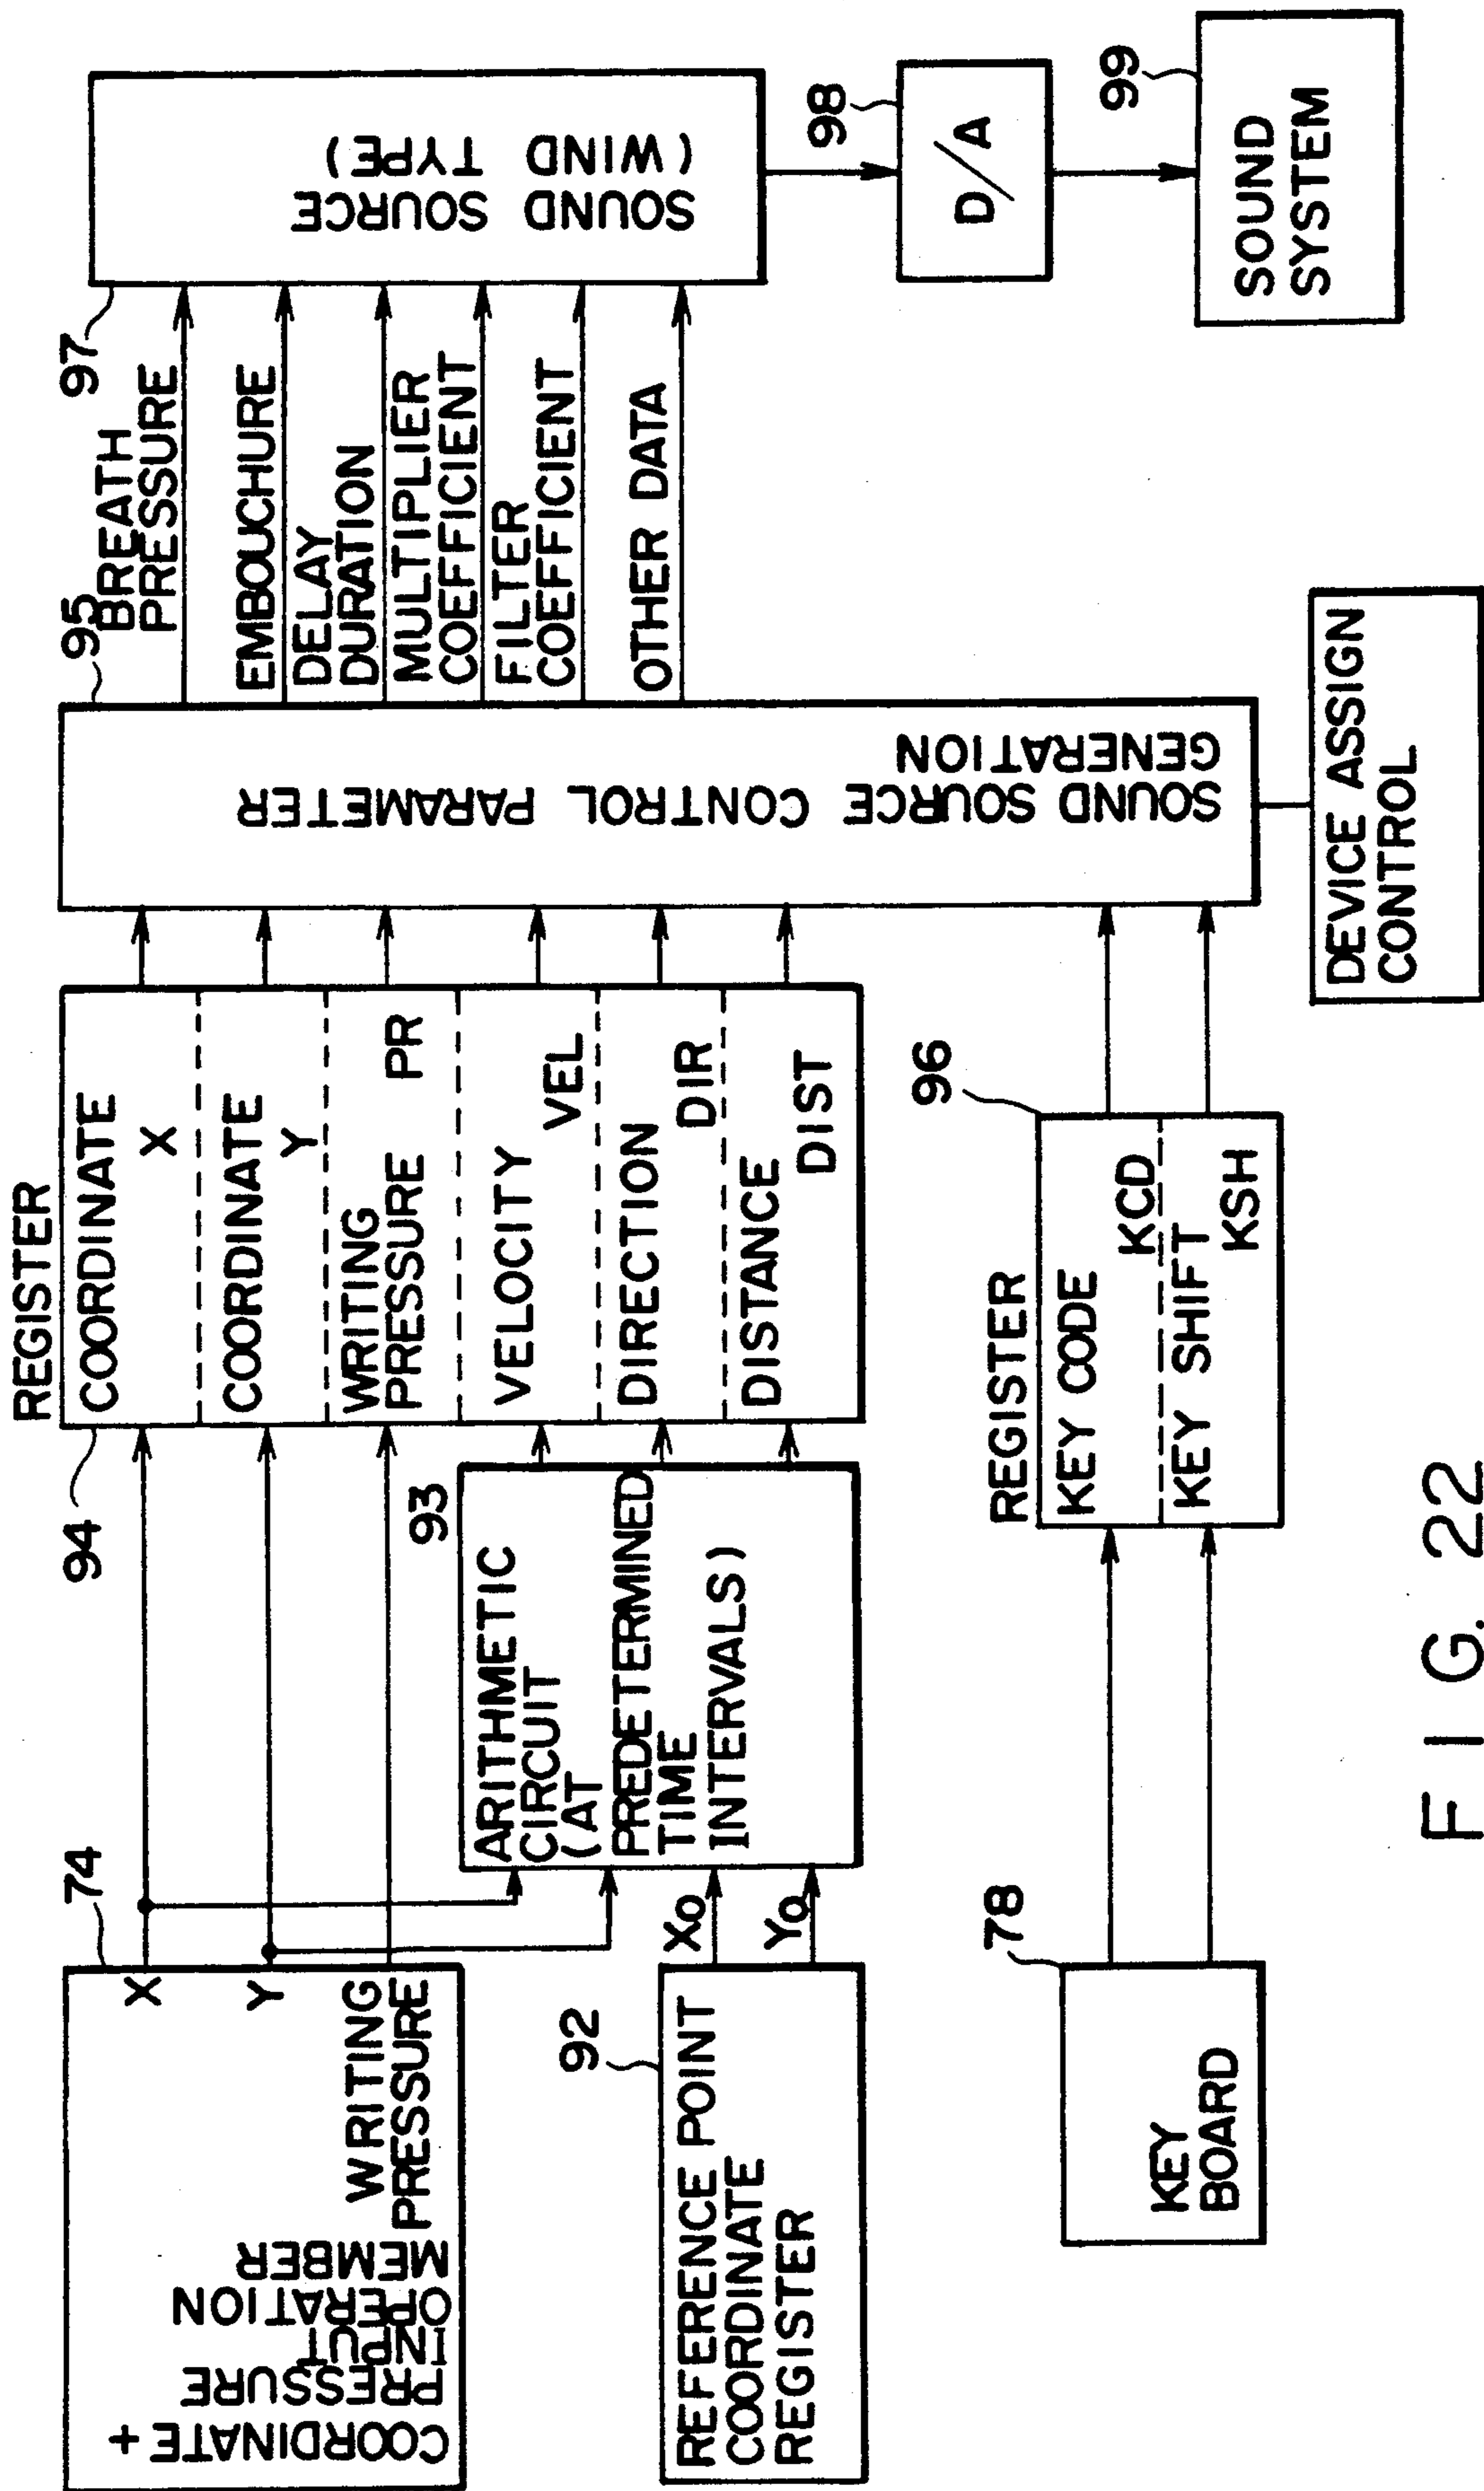 COORDINATE +
PRESSURE
INPUT
OPERATION
MEMBER
X
Y
WRITING
PRESSURE
74
REFERENCE POINT
COORDINATE
REGISTER
92
X0
Y0
ARITHMETIC
CIRCUIT
(AT
PREDETERMINED
TIME
INTERVALS)
93
REGISTER
94
COORDINATE
X
COORDINATE
Y
WRITING
PRESSURE PR
VELOCITY
VEL
DIRECTION
DIR
DISTANCE
DIST
KEY
BOARD
78
REGISTER
96
KEY CODE
KCD
KEY SHIFT
KSH
95
SOUND SOURCE CONTROL PARAMETER
GENERATION
DEVICE ASSIGN
CONTROL
BREATH
PRESSURE
EMBOUCHURE
DELAY
DURATION
MULTIPLIER
COEFFICIENT
FILTER
COEFFICIENT
OTHER DATA
97
SOUND SOURCE
(WIND TYPE)
98
D/A
99
SOUND
SYSTEM
FIG. 22